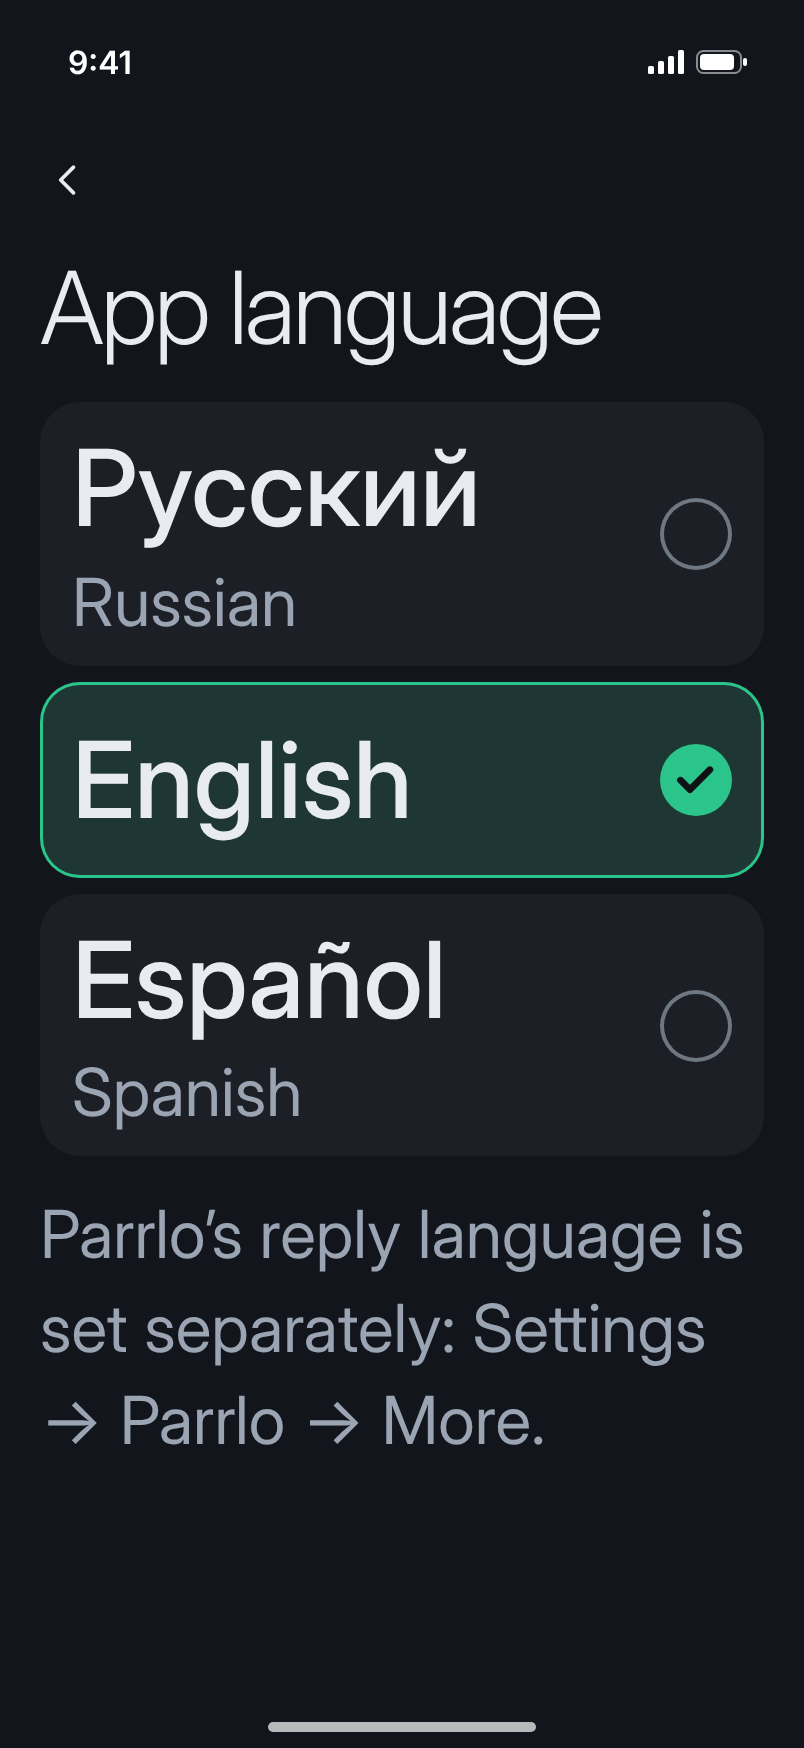 9:41
App language
Русский
Russian
English
Español
Spanish
Parrlo’s reply language is
set separately: Settings
→ Parrlo → More.